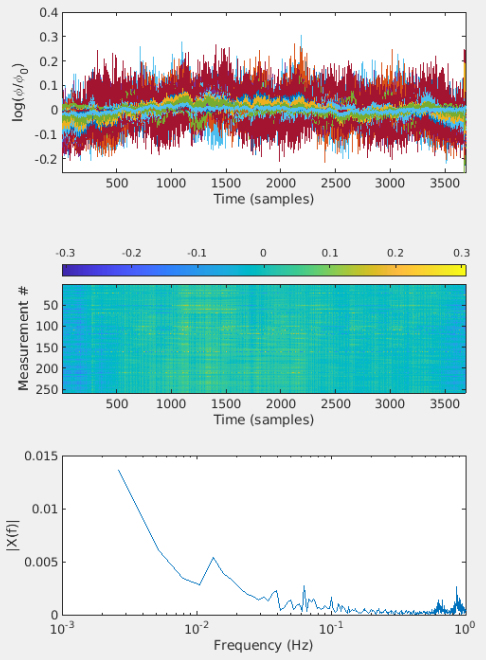 0.4
0.3
0.2
0.1
0
-0.1
-0.2
log(ϕ/ϕ0)
500 1000 1500 2000 2500 3000 3500
Time (samples)
-0.3 -0.2 -0.1 0 0.1 0.2 0.3
50
100
150
200
250
Measurement #
500 1000 1500 2000 2500 3000 3500
Time (samples)
0.015
0.01
0.005
0
|X(f)|
10-3 10-2 10-1 100
Frequency (Hz)